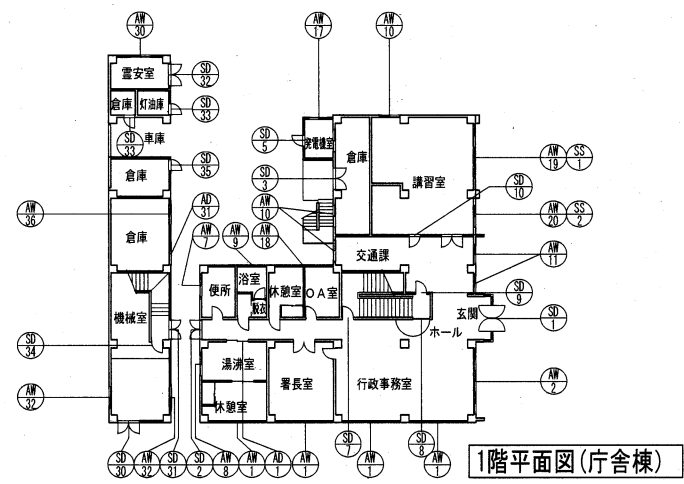 AW 30
AW 17
AW 10
霊安室
SD 32
倉庫 灯油庫
SD 33
SD 33
車庫
SD 5
発電機室
倉庫
講習室
AW 19
SS 1
SD 35
倉庫
SD 3
SD 10
AW 36
AD 31
AW 10
AW 20
SS 2
倉庫
AW 7
AW 9
AW 18
交通課
AW 11
便所
浴室
脱衣
休憩室
OA室
SD 9
機械室
玄関
SD 1
ホール
SD 34
湯沸室
署長室
行政事務室
AW 2
AW 32
休憩室
SD 7
SD 8
SD 30
AW 32
SD 31
SD 2
AW 8
AW 1
AD 1
AW 1
AW 1
AW 1
1階平面図(庁舎棟)